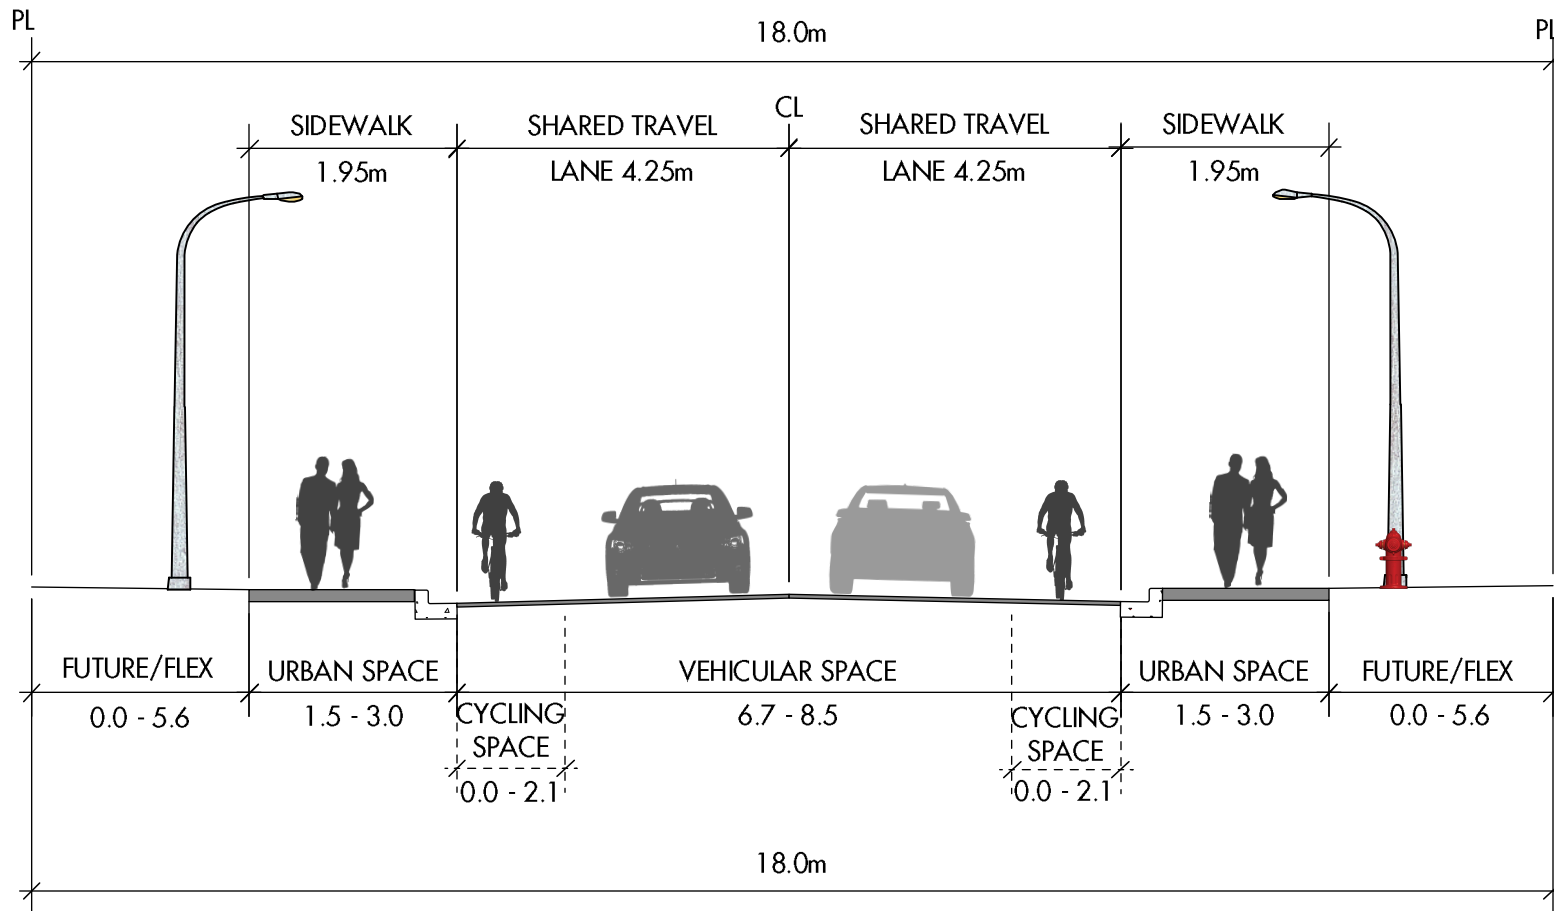 PL
18.0m
PL
CL
SIDEWALK
1.95m
SHARED TRAVEL
LANE 4.25m
SHARED TRAVEL
LANE 4.25m
SIDEWALK
1.95m
FUTURE/FLEX
0.0 - 5.6
URBAN SPACE
1.5 - 3.0
VEHICULAR SPACE
6.7 - 8.5
URBAN SPACE
1.5 - 3.0
FUTURE/FLEX
0.0 - 5.6
CYCLING
SPACE
0.0 - 2.1
CYCLING
SPACE
0.0 - 2.1
18.0m